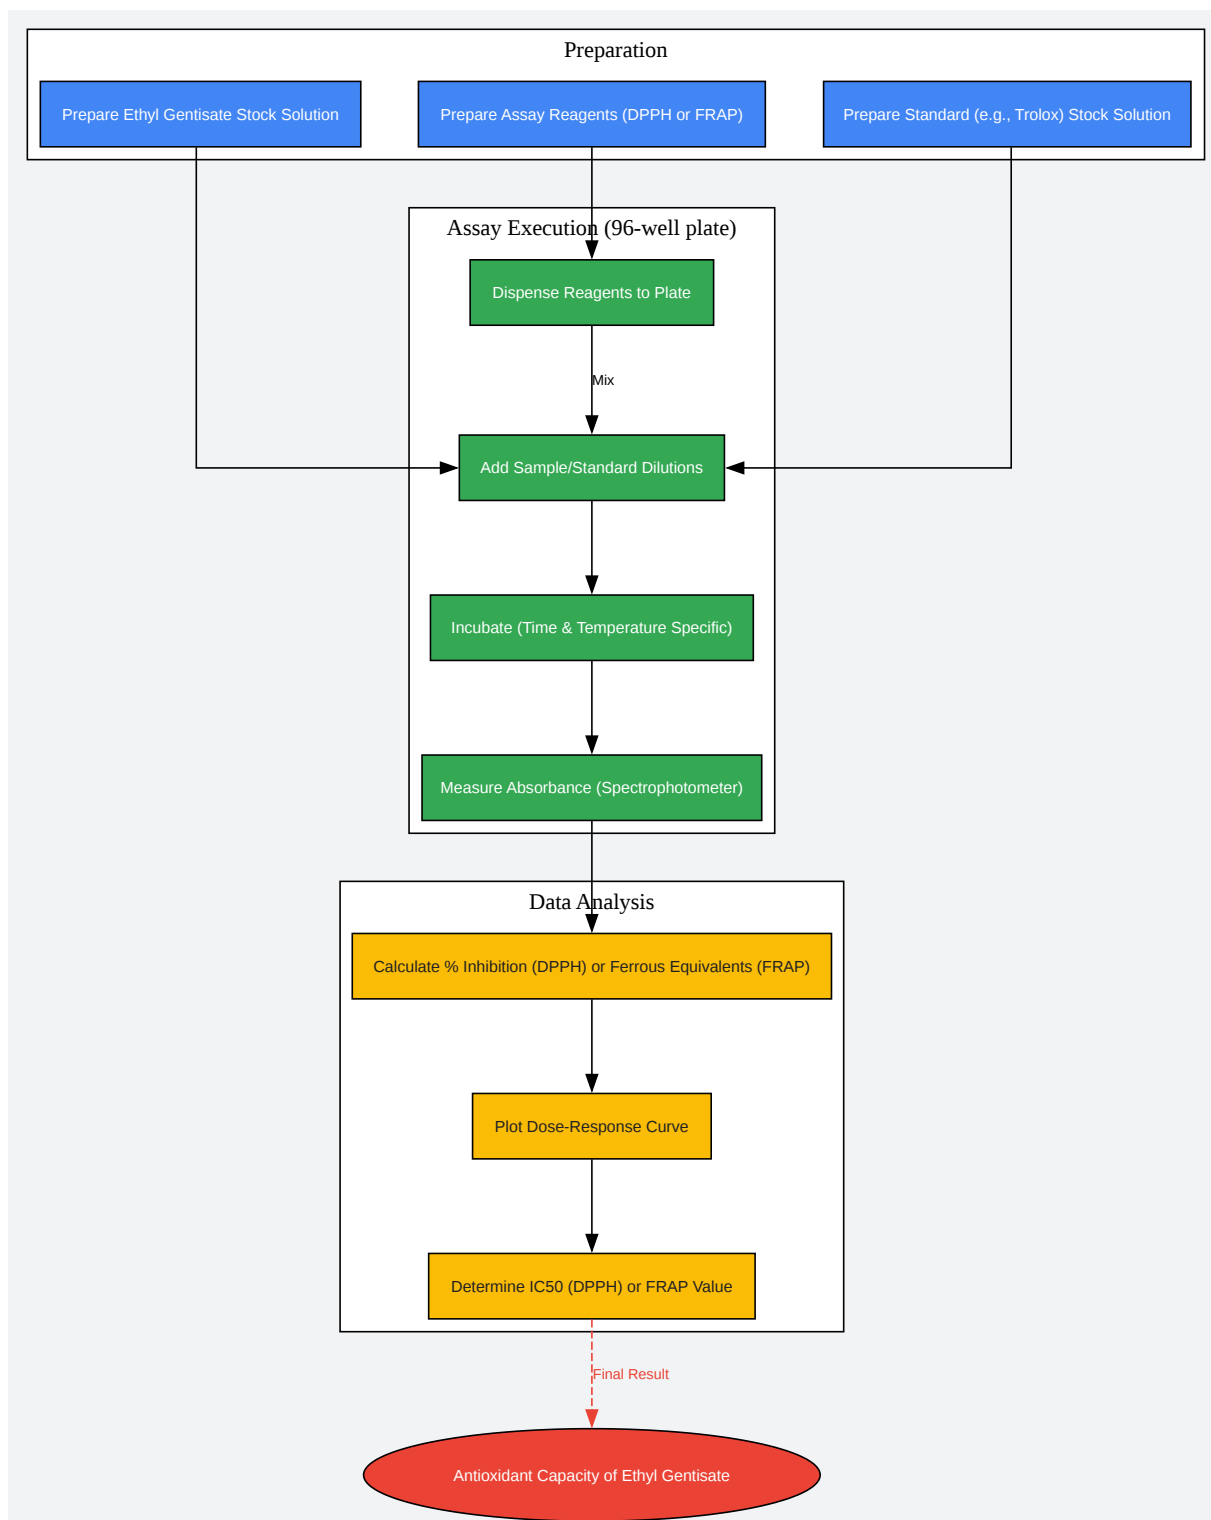 Preparation
Prepare Ethyl Gentisate Stock Solution
Prepare Assay Reagents (DPPH or FRAP)
Prepare Standard (e.g., Trolox) Stock Solution
Assay Execution (96-well plate)
Dispense Reagents to Plate
Mix
Add Sample/Standard Dilutions
Incubate (Time & Temperature Specific)
Measure Absorbance (Spectrophotometer)
Data Analysis
Calculate % Inhibition (DPPH) or Ferrous Equivalents (FRAP)
Plot Dose-Response Curve
Determine IC50 (DPPH) or FRAP Value
Final Result
Antioxidant Capacity of Ethyl Gentisate